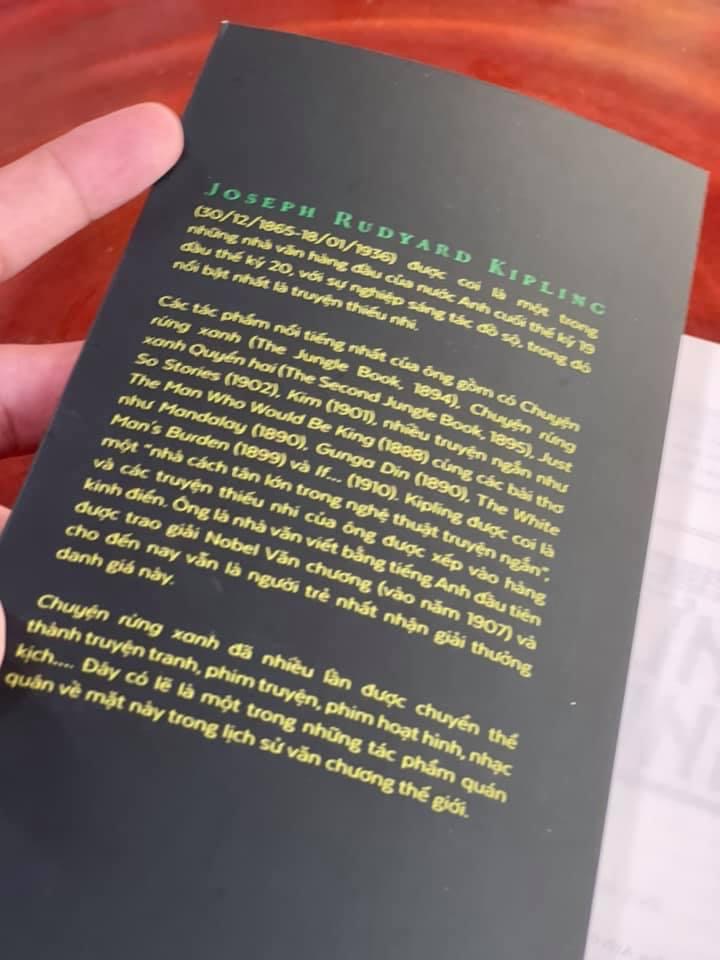 JOSEPH RUDYARD KIPLING
(30/12/1865-18/01/1936) được coi là một trong
những nhà văn hàng đầu của nước Anh cuối thế kỷ 19
đầu thế kỷ 20, với sự nghiệp sáng tác đồ sộ, trong đó
nổi bật nhất là truyện thiếu nhi.
Các tác phẩm nổi tiếng nhất của ông gồm có Chuyện
rừng xanh (The Jungle Book, 1894), Chuyện rừng
xanh Quyển hai (The Second Jungle Book, 1895), Just
So Stories (1902), Kim (1901), nhiều truyện ngắn như
The Man Who Would Be King (1888) cùng các bài thơ
như Mandalay (1890), Gunga Din (1890), The White
Man's Burden (1899) và If... (1910). Kipling được coi là
một “nhà cách tân lớn trong nghệ thuật truyện ngắn”,
và các truyện thiếu nhi của ông được xếp vào hàng
kinh điển. Ông là nhà văn viết bằng tiếng Anh đầu tiên
được trao giải Nobel Văn chương (vào năm 1907) và
cho đến nay vẫn là người trẻ nhất nhận giải thưởng
danh giá này.
Chuyện rừng xanh đã nhiều lần được chuyển thể
thành truyện tranh, phim truyện, phim hoạt hình, nhạc
kịch.... Đây có lẽ là một trong những tác phẩm quán
quân về mặt này trong lịch sử văn chương thế giới.